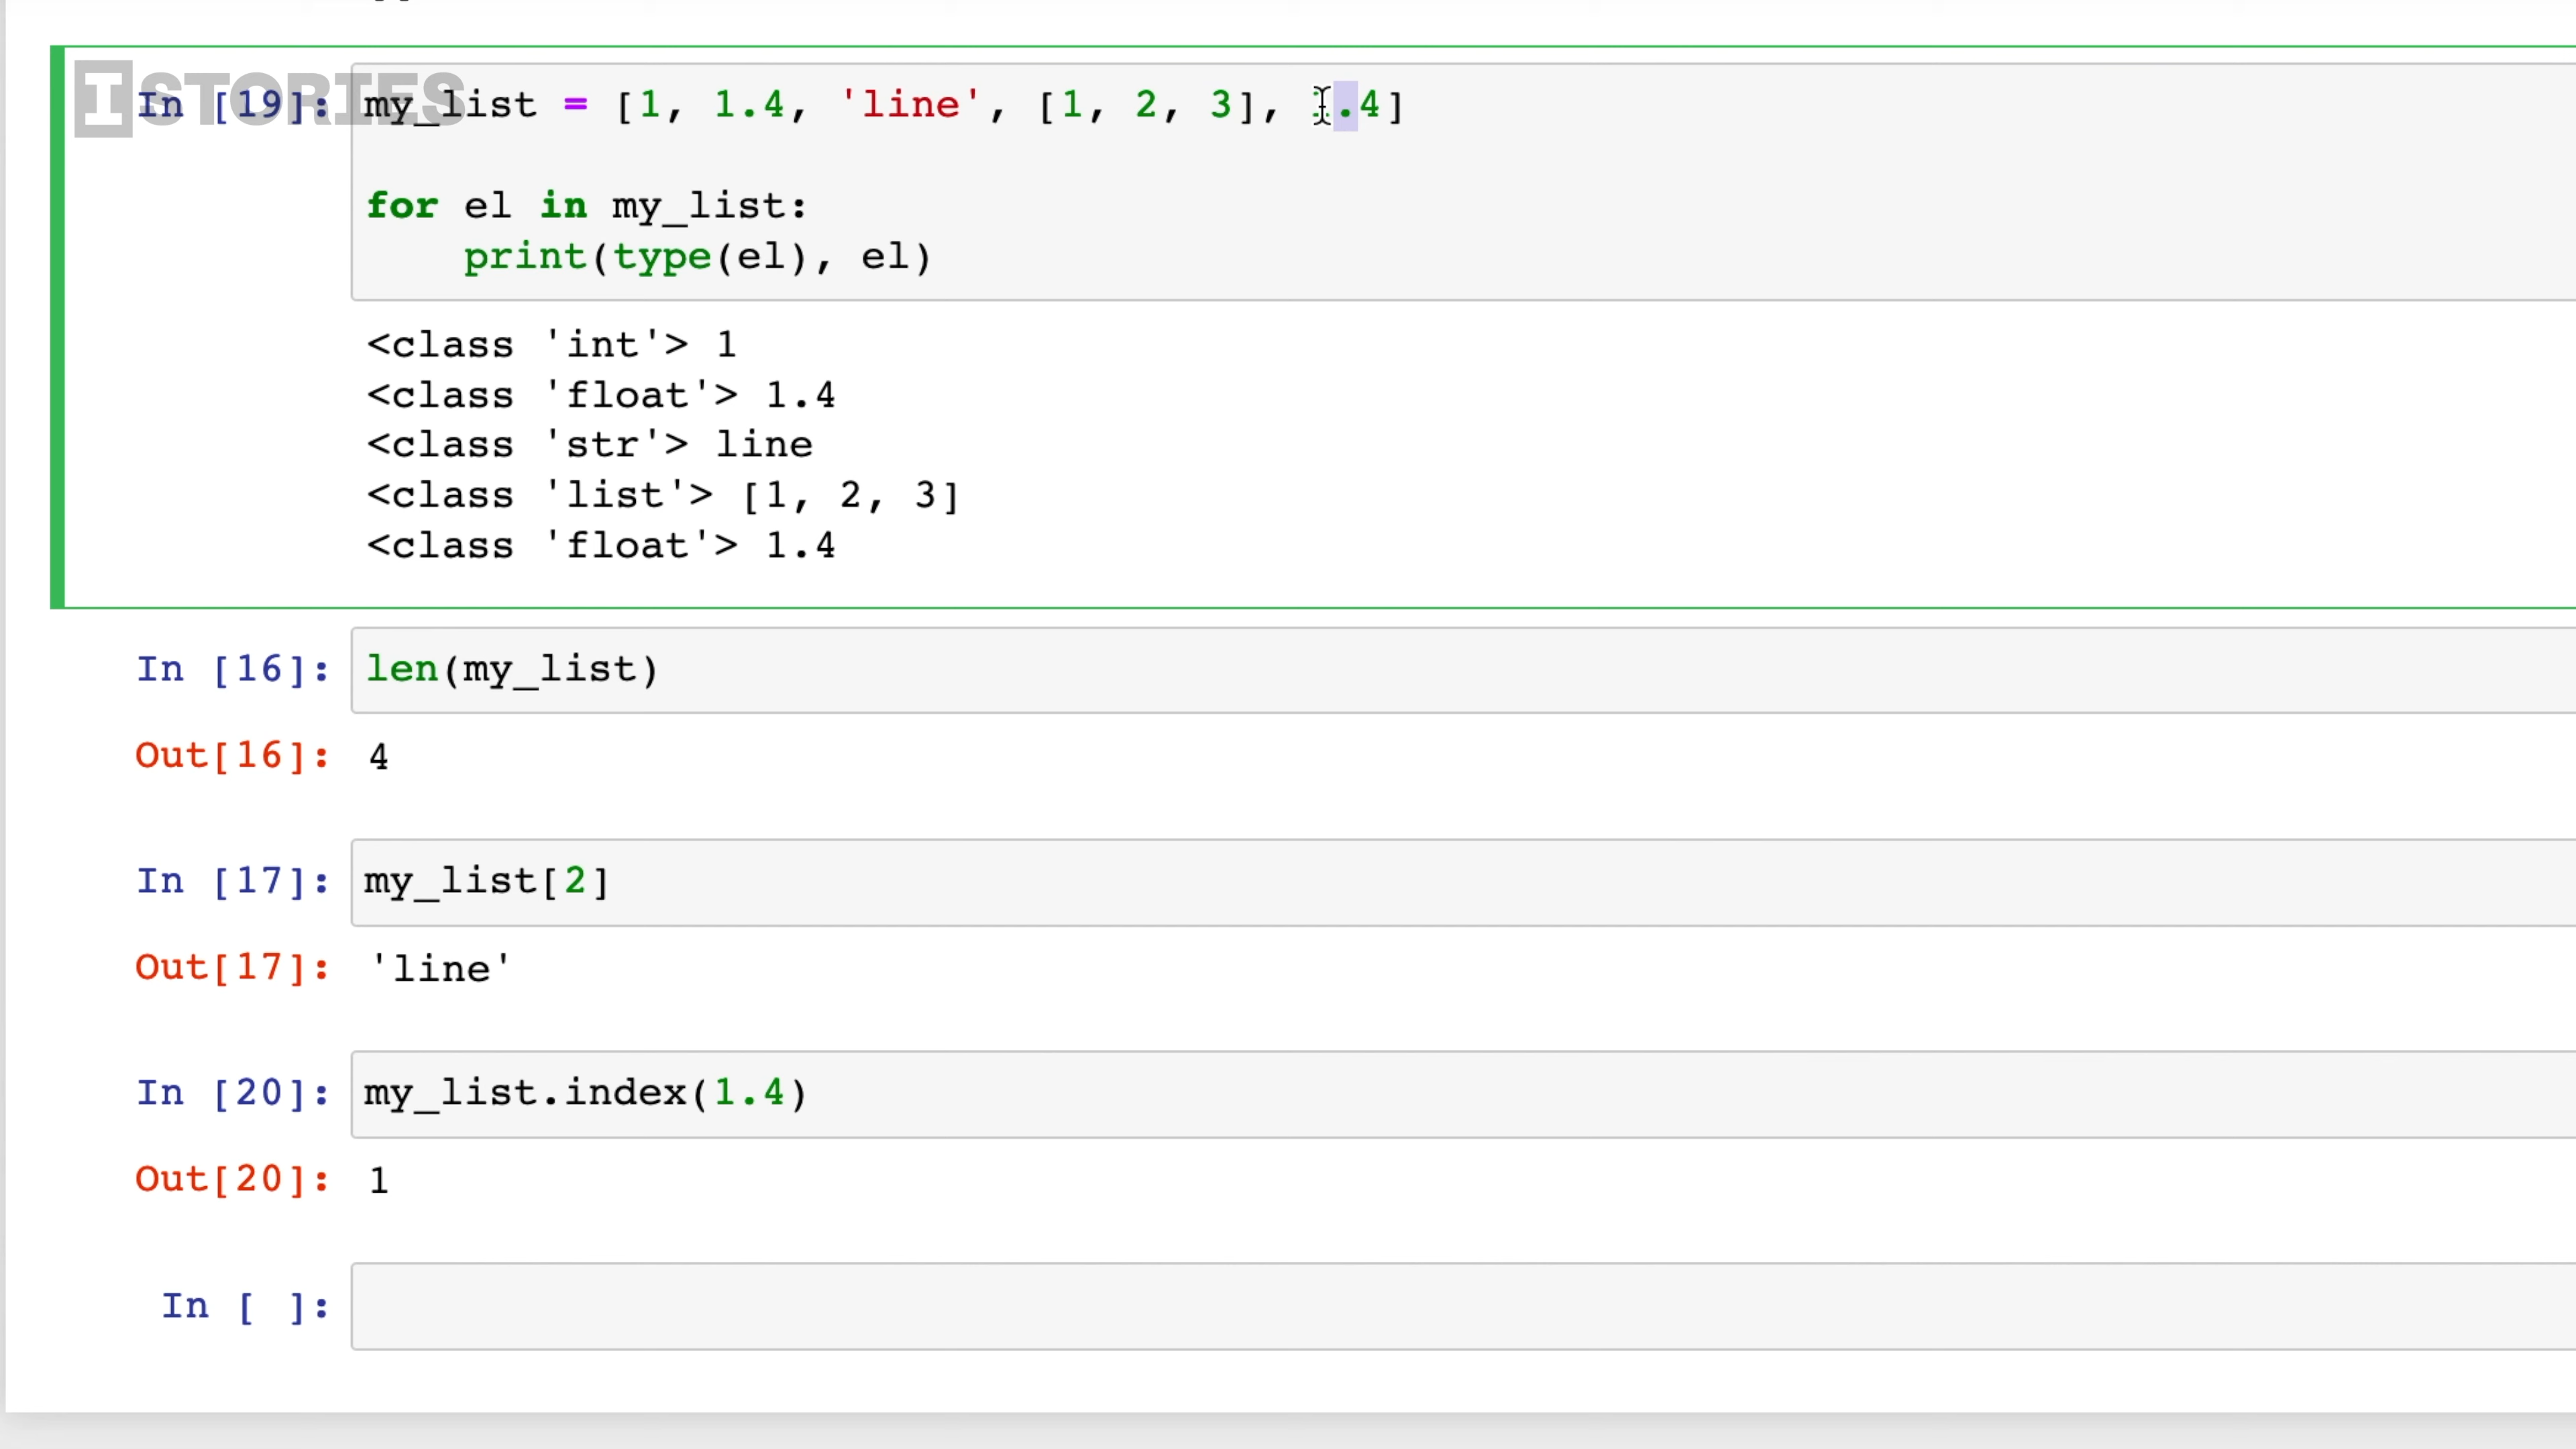 I STORIES
In [19]: my_list = [1, 1.4, 'line', [1, 2, 3], 1.4]
for el in my_list:
    print(type(el), el)
<class 'int'> 1
<class 'float'> 1.4
<class 'str'> line
<class 'list'> [1, 2, 3]
<class 'float'> 1.4
In [16]: len(my_list)
Out[16]: 4
In [17]: my_list[2]
Out[17]: 'line'
In [20]: my_list.index(1.4)
Out[20]: 1
In [ ]: